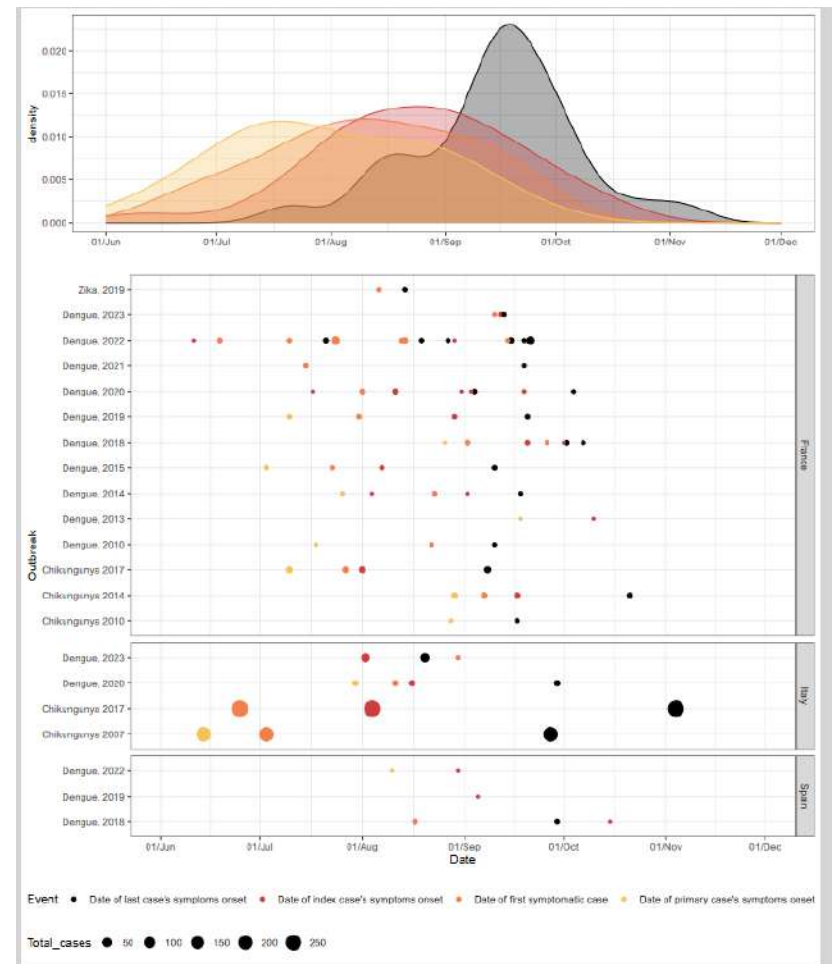 0.020
0.015
0.010
0.005
0.000
density
01/Jun 01/Jul 01/Aug 01/Sep 01/Oct 01/Nov 01/Dec
Zika, 2019
Dengue, 2023
Dengue, 2022
Dengue, 2021
Dengue, 2020
Dengue, 2019
Dengue, 2018
Dengue, 2015
Dengue, 2014
Dengue, 2013
Dengue, 2010
Chikungunya 2017
Chikungunya 2014
Chikungunya 2010
France
Outbreak
Dengue, 2023
Dengue, 2020
Chikungunya 2017
Chikungunya 2007
Italy
Dengue, 2022
Dengue, 2019
Dengue, 2018
Spain
01/Jun 01/Jul 01/Aug 01/Sep 01/Oct 01/Nov 01/Dec
Date
Event Date of last case's symptoms onset Date of index case's symptoms onset Date of first symptomatic case Date of primary case's symptoms onset
Total_cases 50 100 150 200 250